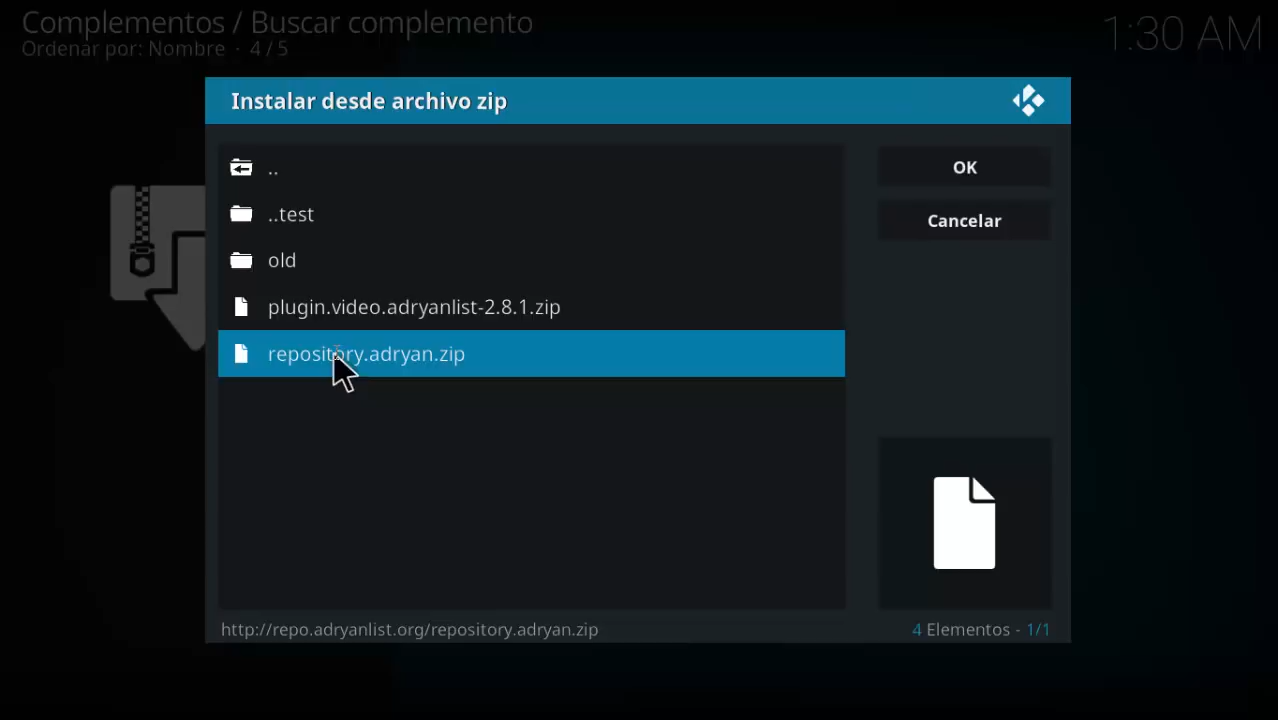 Complementos / Buscar complemento
Ordenar por: Nombre · 4 / 5
1:30 AM
Instalar desde archivo zip
..
..test
old
plugin.video.adryanlist-2.8.1.zip
repository.adryan.zip
OK
Cancelar
http://repo.adryanlist.org/repository.adryan.zip
4 Elementos - 1/1